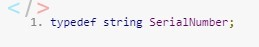 </>
1. typedef string SerialNumber;